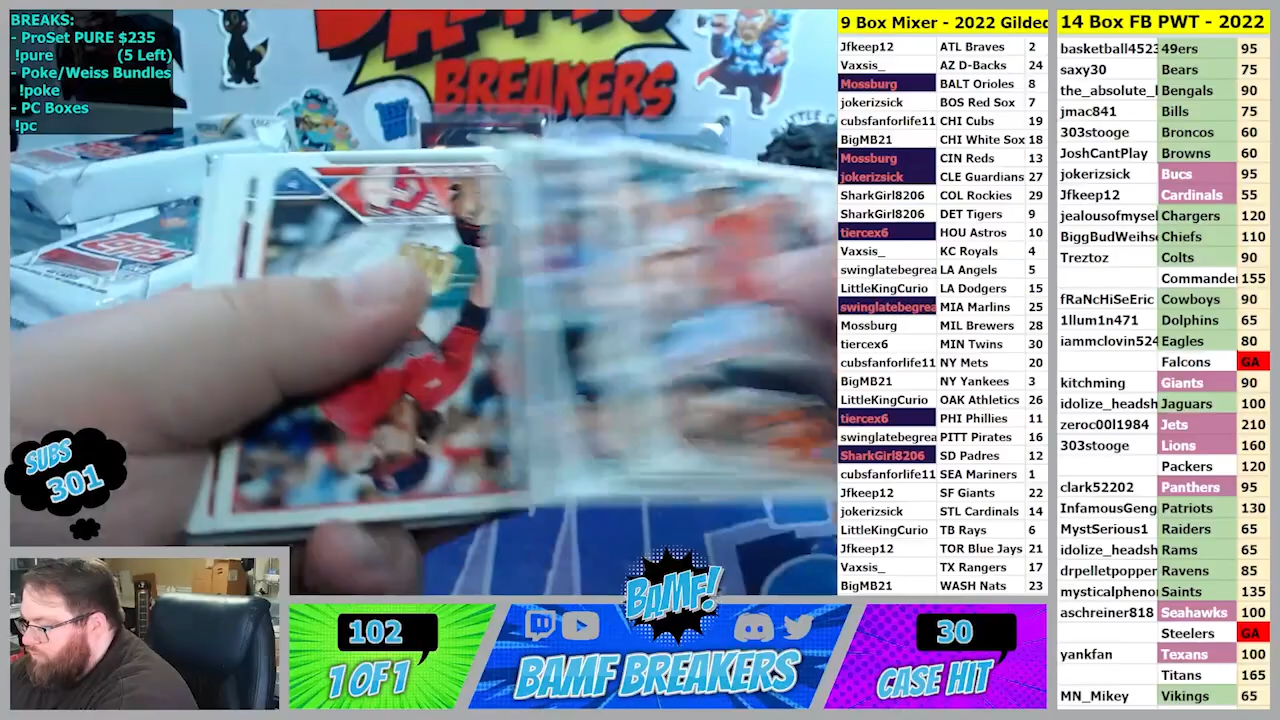 BREAKS:
- ProSet PURE $235
!pure (5 Left)
- Poke/Weiss Bundles
!poke
- PC Boxes
!pc
BREAKERS
SUBS
301
9 Box Mixer - 2022 Gilded
Jfkeep12 ATL Braves 2
Vaxsis_ AZ D-Backs 24
Mossburg BALT Orioles 8
jokerizsick BOS Red Sox 7
cubsfanforlife11 CHI Cubs 19
BigMB21 CHI White Sox 18
Mossburg CIN Reds 13
jokerizsick CLE Guardians 27
SharkGirl8206 COL Rockies 29
SharkGirl8206 DET Tigers 9
tiercex6 HOU Astros 10
Vaxsis_ KC Royals 4
swinglatebegrea LA Angels 5
LittleKingCurio LA Dodgers 15
swinglatebegrea MIA Marlins 25
Mossburg MIL Brewers 28
tiercex6 MIN Twins 30
cubsfanforlife11 NY Mets 20
BigMB21 NY Yankees 3
LittleKingCurio OAK Athletics 26
tiercex6 PHI Phillies 11
swinglatebegrea PITT Pirates 16
SharkGirl8206 SD Padres 12
cubsfanforlife11 SEA Mariners 1
Jfkeep12 SF Giants 22
jokerizsick STL Cardinals 14
LittleKingCurio TB Rays 6
Jfkeep12 TOR Blue Jays 21
Vaxsis_ TX Rangers 17
BigMB21 WASH Nats 23
14 Box FB PWT - 2022
basketball4523 49ers 95
saxy30 Bears 75
the_absolute_l Bengals 90
jmac841 Bills 75
303stooge Broncos 60
JoshCantPlay Browns 60
jokerizsick Bucs 95
Jfkeep12 Cardinals 55
jealousofmysel Chargers 120
BiggBudWeihs Chiefs 110
Treztoz Colts 90
Commander 155
fRaNcHiSeEric Cowboys 90
1llum1n471 Dolphins 65
iammclovin524 Eagles 80
Falcons GA
kitchming Giants 90
idolize_headsh Jaguars 100
zeroc00l1984 Jets 210
303stooge Lions 160
Packers 120
clark52202 Panthers 95
InfamousGeng Patriots 130
MystSerious1 Raiders 65
idolize_headsh Rams 65
drpelletpopper Ravens 85
mysticalpheno Saints 135
aschreiner818 Seahawks 100
Steelers GA
yankfan Texans 100
Titans 165
MN_Mikey Vikings 65
102
1 OF 1
BAMF!
BAMF BREAKERS
30
CASE HIT